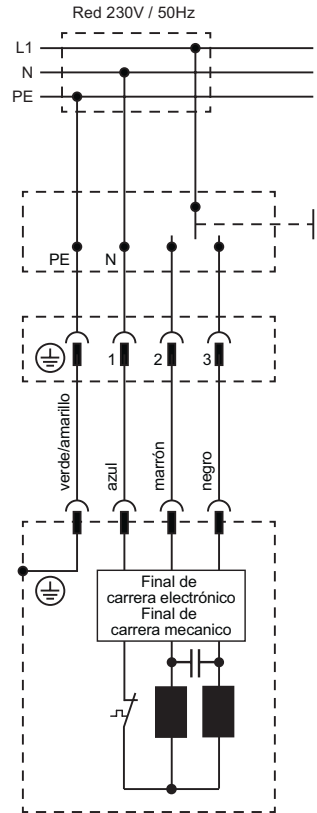 Red 230V / 50Hz
L1
N
PE
PE N
1 2 3
verde/amarillo
azul
marrón
negro
Final de
carrera electrónico
Final de
carrera mecanico